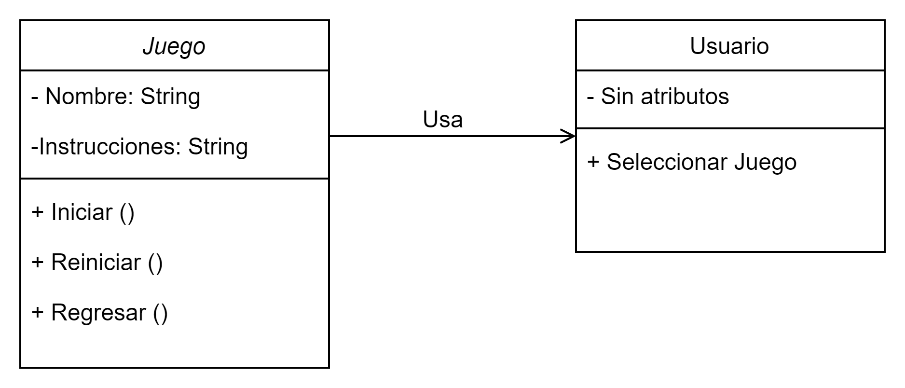 Juego
- Nombre: String
-Instrucciones: String
+ Iniciar ()
+ Reiniciar ()
+ Regresar ()
Usa
Usuario
- Sin atributos
+ Seleccionar Juego